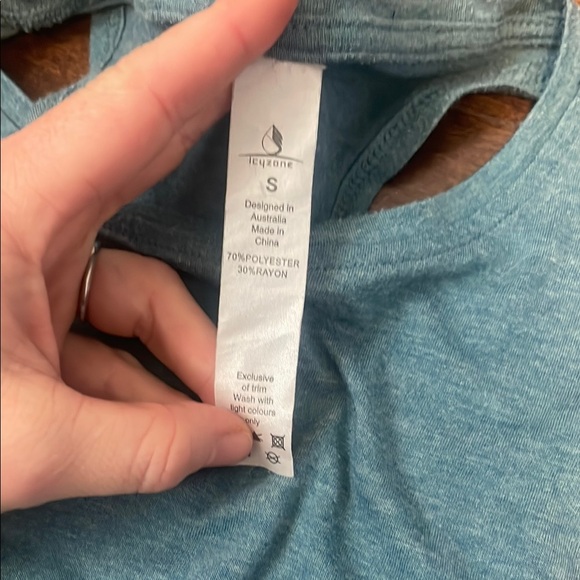 icyzone
S
Designed in
Australia
Made in
China
70%POLYESTER
30%RAYON
Exclusive
of trim
Wash with
light colours
only